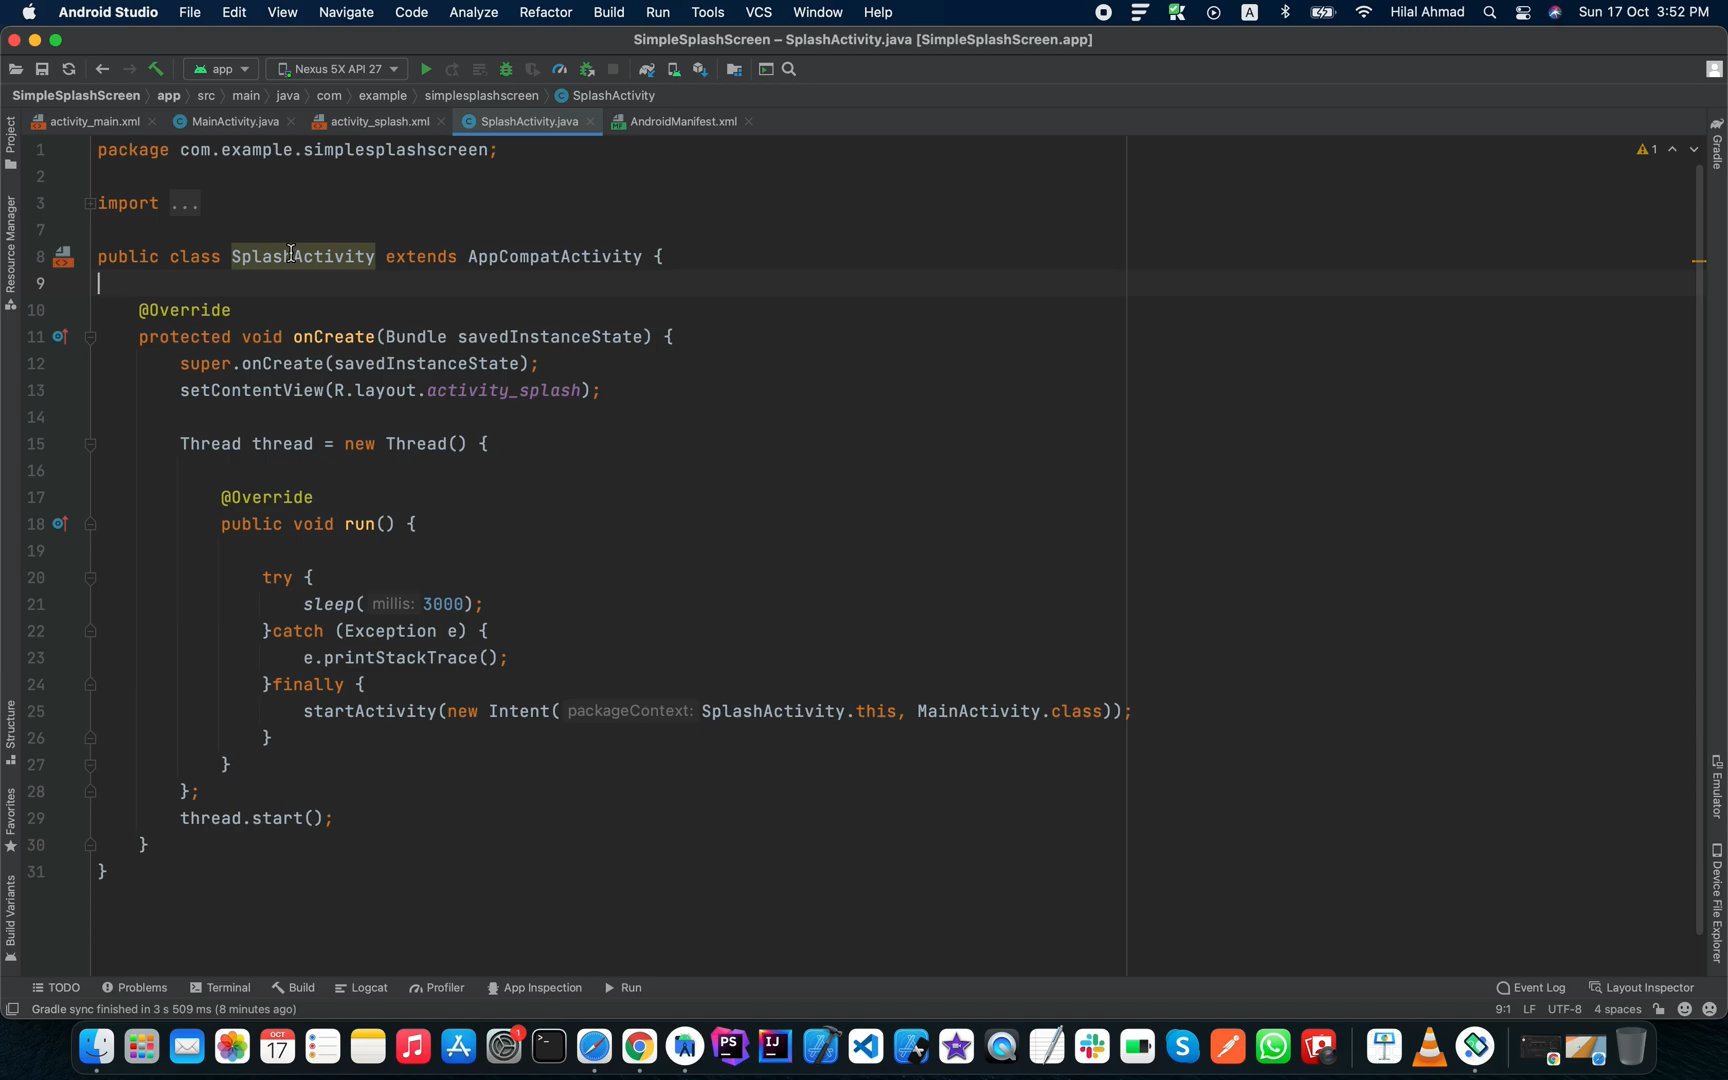 Android Studio File Edit View Navigate Code Analyze Refactor Build Run Tools VCS Window Help A Hilal Ahmad Sun 17 Oct 3:52 PM
SimpleSplashScreen – SplashActivity.java [SimpleSplashScreen.app]
app Nexus 5X API 27
SimpleSplashScreen app src main java com example simplesplashscreen SplashActivity
activity_main.xml MainActivity.java activity_splash.xml SplashActivity.java AndroidManifest.xml
Project
Resource Manager
Structure
Favorites
Build Variants
1 package com.example.simplesplashscreen;
2
3 import ...
7
8 public class SplashActivity extends AppCompatActivity {
9
10 @Override
11 protected void onCreate(Bundle savedInstanceState) {
12 super.onCreate(savedInstanceState);
13 setContentView(R.layout.activity_splash);
14
15 Thread thread = new Thread() {
16
17 @Override
18 public void run() {
19
20 try {
21 sleep( millis: 3000);
22 }catch (Exception e) {
23 e.printStackTrace();
24 }finally {
25 startActivity(new Intent( packageContext: SplashActivity.this, MainActivity.class));
26 }
27 }
28 };
29 thread.start();
30 }
31 }
1
Gradle
Emulator
Device File Explorer
TODO Problems Terminal Build Logcat Profiler App Inspection Run Event Log Layout Inspector
Gradle sync finished in 3 s 509 ms (8 minutes ago) 9:1 LF UTF-8 4 spaces
OCT
17
1
PS
IJ